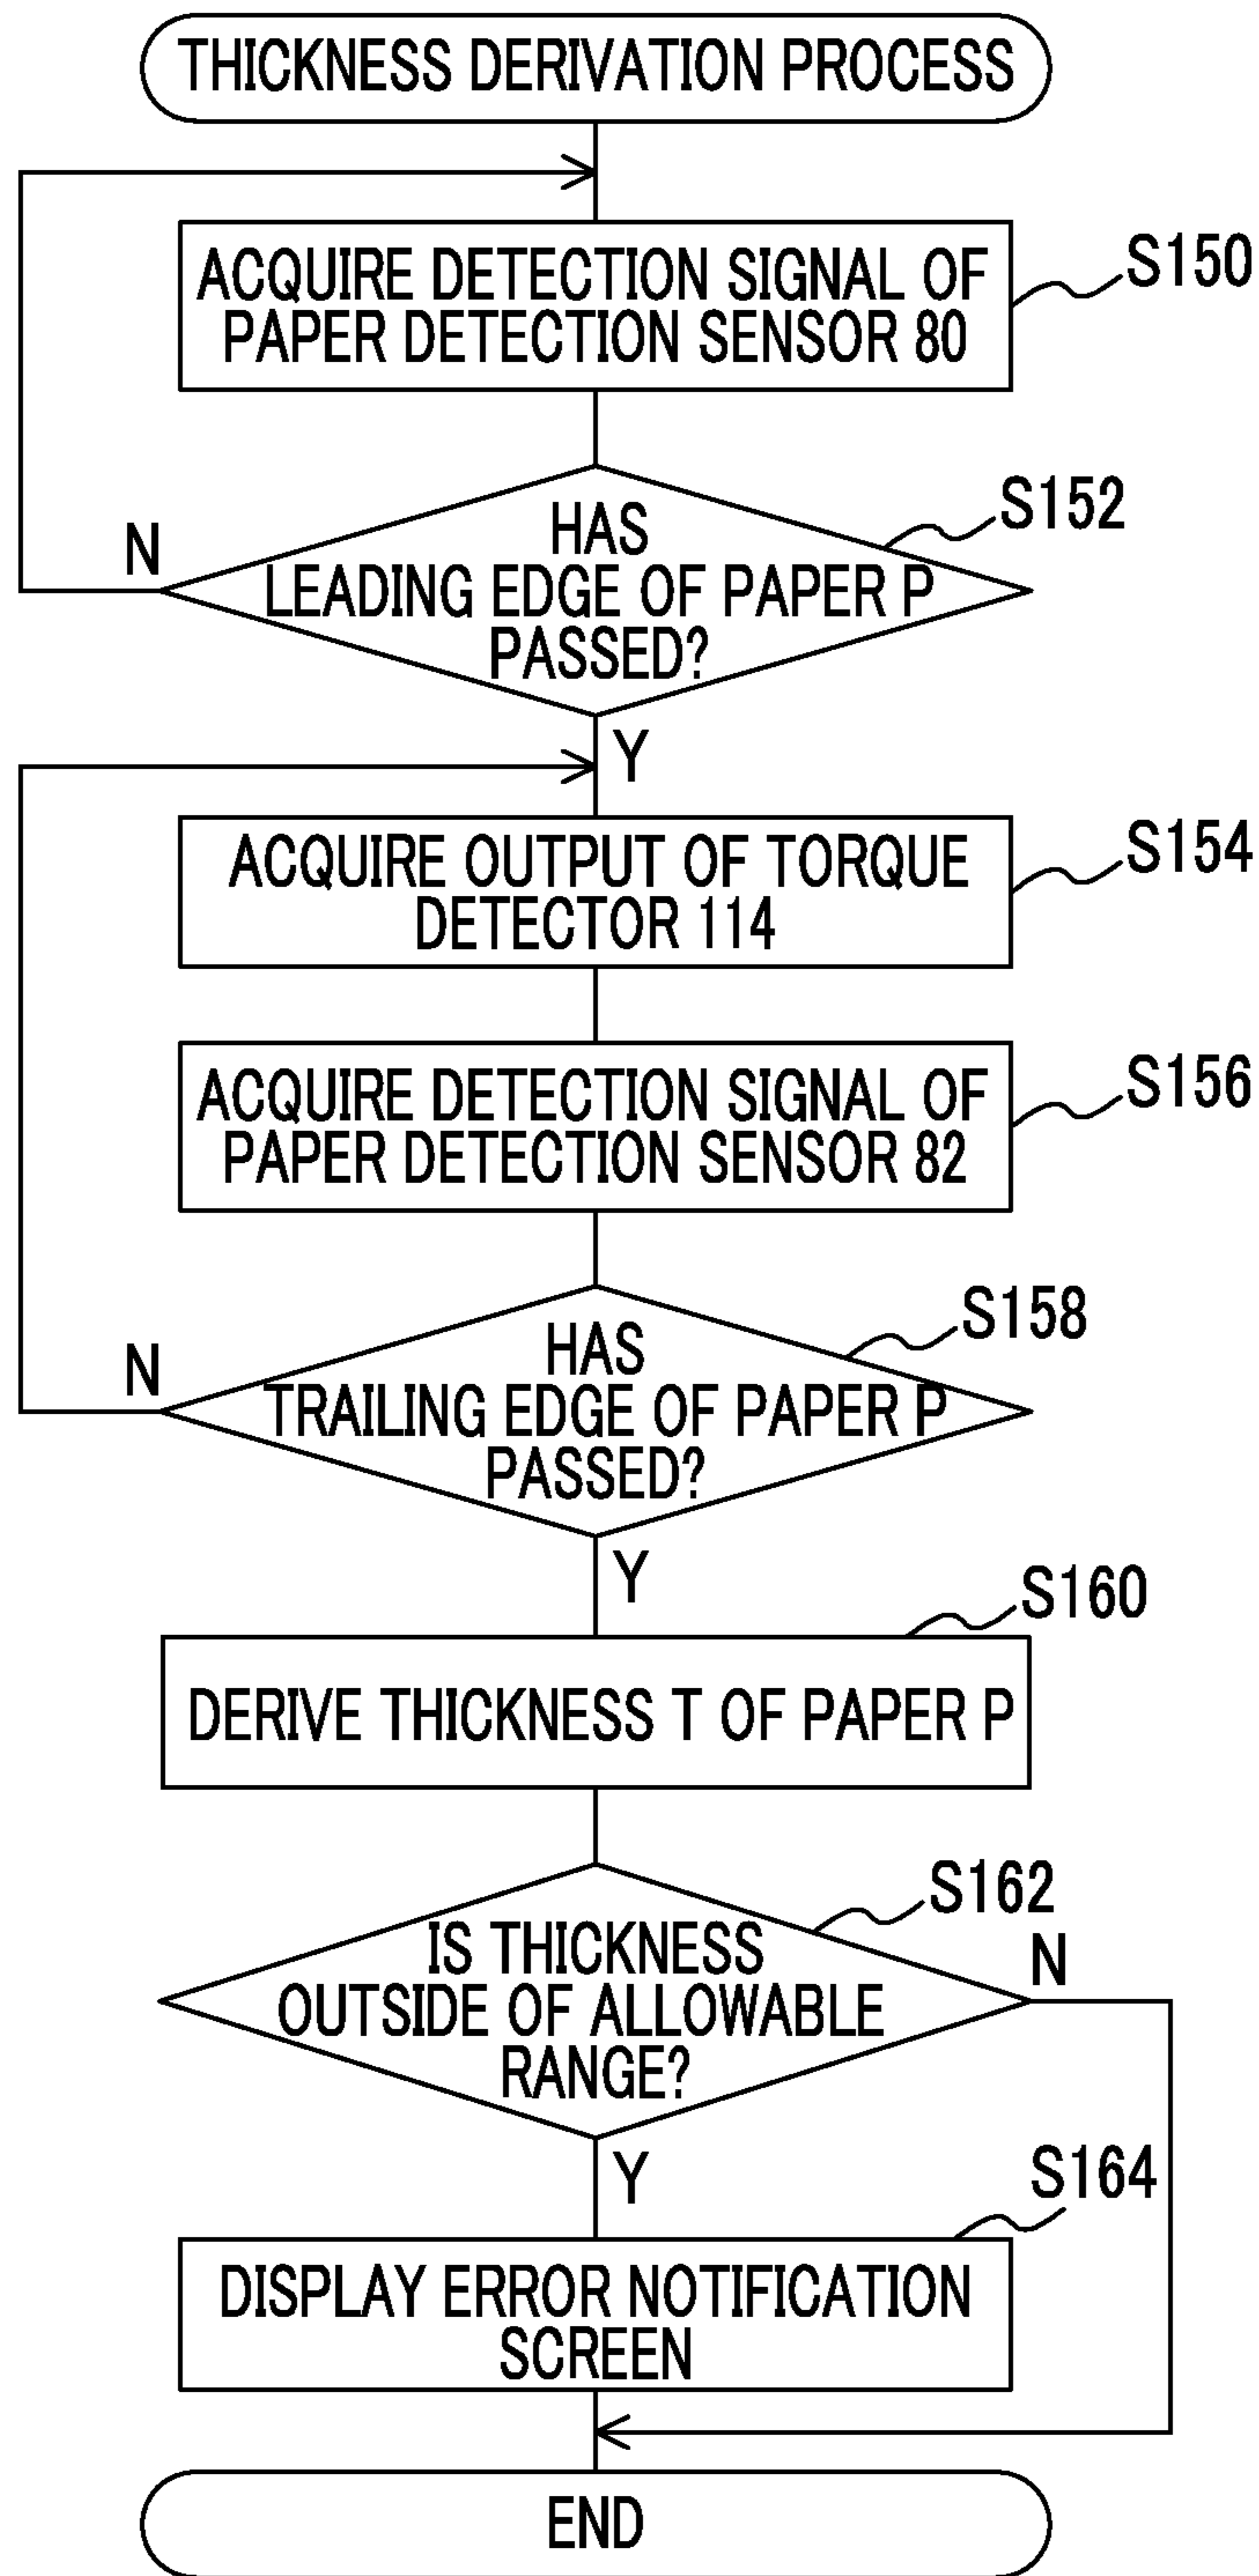 THICKNESS DERIVATION PROCESS
ACQUIRE DETECTION SIGNAL OF
PAPER DETECTION SENSOR 80
S150
HAS
LEADING EDGE OF PAPER P
PASSED?
S152
N
Y
ACQUIRE OUTPUT OF TORQUE
DETECTOR 114
S154
ACQUIRE DETECTION SIGNAL OF
PAPER DETECTION SENSOR 82
S156
HAS
TRAILING EDGE OF PAPER P
PASSED?
S158
N
Y
DERIVE THICKNESS T OF PAPER P
S160
IS THICKNESS
OUTSIDE OF ALLOWABLE
RANGE?
S162
N
Y
DISPLAY ERROR NOTIFICATION
SCREEN
S164
END